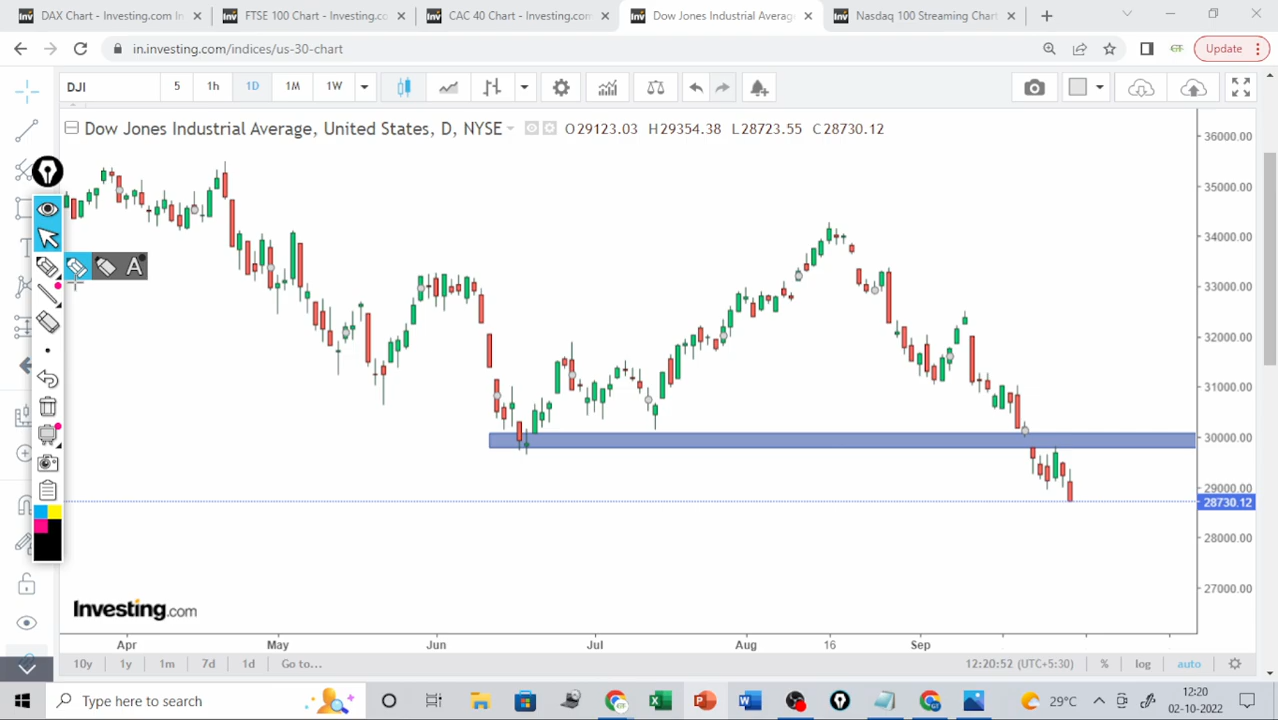 DAX Chart - Investing.com In
FTSE 100 Chart - Investing.co
CAC 40 Chart - Investing.com
Dow Jones Industrial Averag
Nasdaq 100 Streaming Chart
in.investing.com/indices/us-30-chart
Update
DJI
5
1h
1D
1M
1W
Dow Jones Industrial Average, United States, D, NYSE
O29123.03 H29354.38 L28723.55 C28730.12
36000.00
35000.00
34000.00
33000.00
32000.00
31000.00
30000.00
29000.00
28730.12
28000.00
27000.00
T
A
Investing.com
Apr
May
Jun
Jul
Aug
16
Sep
10y
1y
1m
7d
1d
Go to...
12:20:52 (UTC+5:30)
%
log
auto
Type here to search
29°C
12:20
02-10-2022